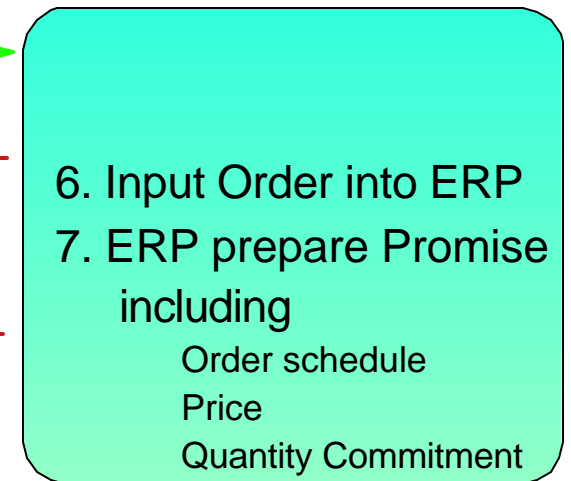 6. Input Order into ERP
7. ERP prepare Promise
including
Order schedule
Price
Quantity Commitment